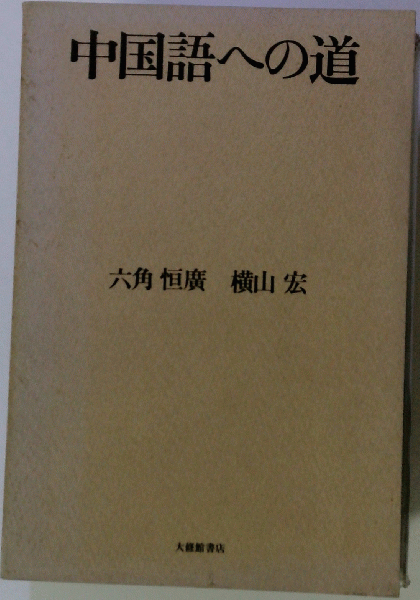 中国語への道
六角 恒廣　横山 宏
大修館書店